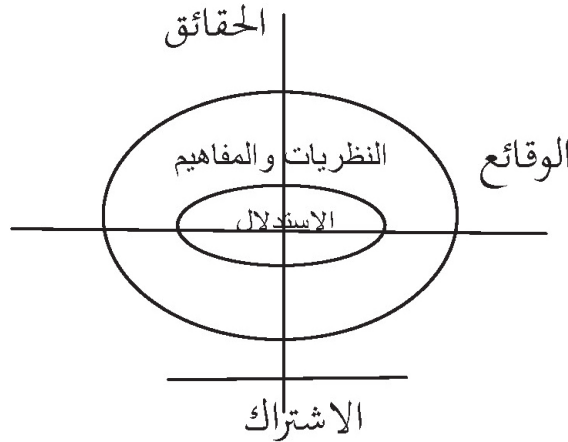 الحقائق
النظريات والمفاهيم
الوقائع
الاستدلال
الاشتراك